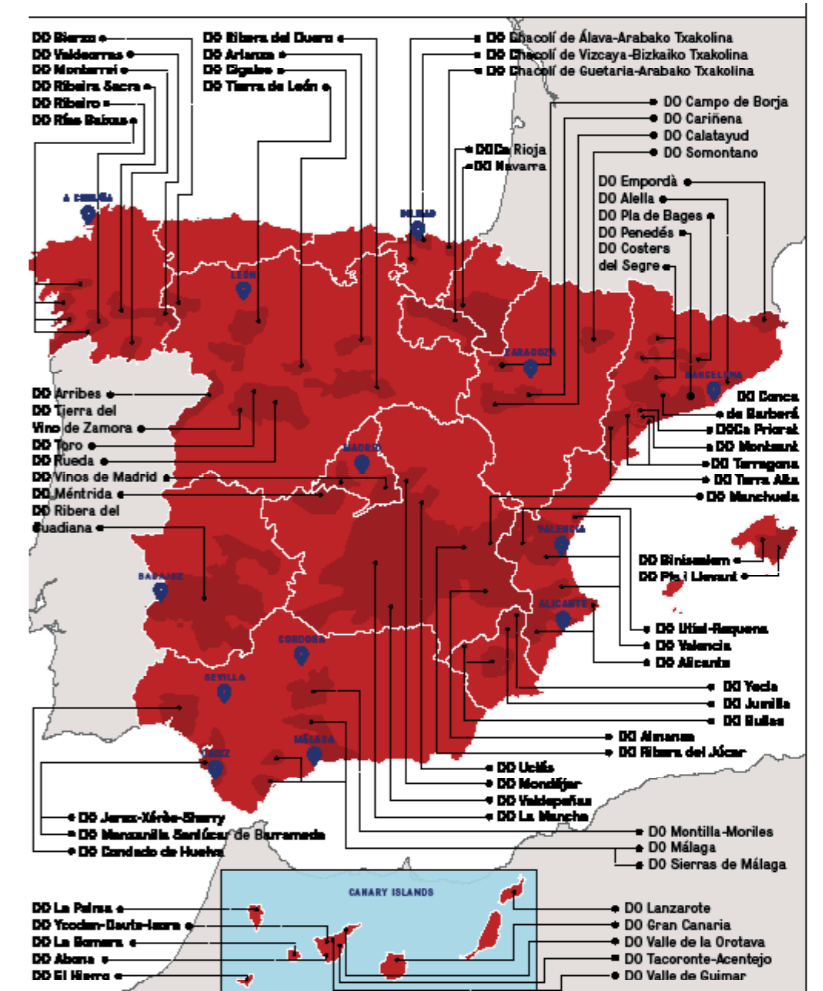 DO Bierzo
DO Valdeorras
DO Monterrei
DO Ribeira Sacra
DO Ribeiro
DO Rías Baixas
DO Ribera del Duero
DO Arlanza
DO Cigales
DO Tierra de León
DO Chacolí de Álava-Arabako Txakolina
DO Chacolí de Vizcaya-Bizkaiko Txakolina
DO Chacolí de Guetaria-Arabako Txakolina
DO Campo de Borja
DO Cariñena
DO Calatayud
DO Somontano
DOCa Rioja
DO Navarra
DO Empordà
DO Alella
DO Pla de Bages
DO Penedés
DO Costers
del Segre
A CORUÑA
BILBAO
LEÓN
ZARAGOZA
BARCELONA
DO Arribes
DO Tierra del
Vino de Zamora
DO Toro
DO Rueda
DO Vinos de Madrid
DO Méntrida
DO Ribera del
Guadiana
DO Conca
de Barberá
DOCa Priorat
DO Montsant
DO Tarragona
DO Terra Alta
DO Manchuela
MADRID
VALENCIA
BADAJOZ
ALICANTE
DO Binissalem
DO Pla i Llevant
DO Utiel-Requena
DO Valencia
DO Alicante
CORDOBA
SEVILLA
MÁLAGA
DO Yecla
DO Jumilla
DO Bullas
DO Almansa
DO Ribera del Júcar
DO Uclés
DO Mondéjar
DO Valdepeñas
DO La Mancha
DO Jerez-Xérès-Sherry
DO Manzanilla Sanlúcar de Barrameda
DO Condado de Huelva
DO Montilla-Moriles
DO Málaga
DO Sierras de Málaga
CANARY ISLANDS
DO La Palma
DO Ycoden-Daute-Isora
DO La Gomera
DO Abona
DO El Hierro
DO Lanzarote
DO Gran Canaria
DO Valle de la Orotava
DO Tacoronte-Acentejo
DO Valle de Guimar